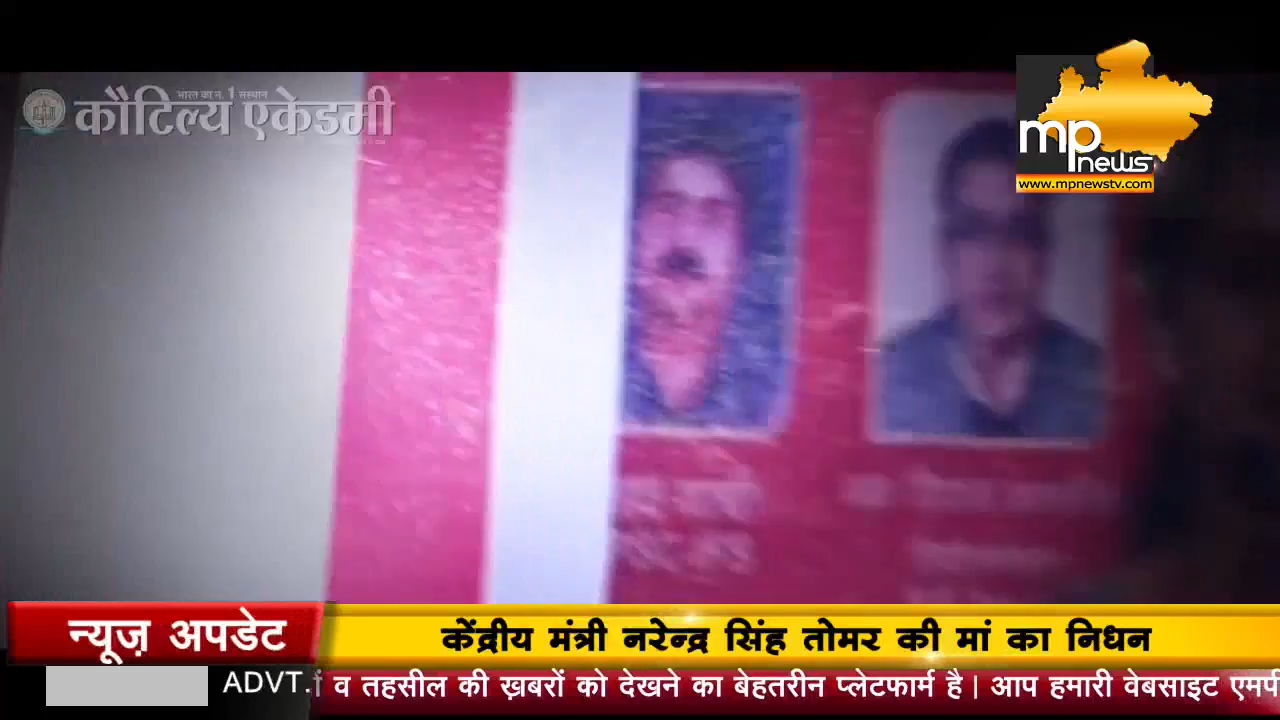 भारत का न. 1 संस्थान
कौटिल्य एकेडमी
mp
news
www.mpnewstv.com
न्यूज़ अपडेट
केंद्रीय मंत्री नरेन्द्र सिंह तोमर की मां का निधन
ADVT.
व तहसील की ख़बरों को देखने का बेहतरीन प्लेटफार्म है | आप हमारी वेबसाइट एमपी